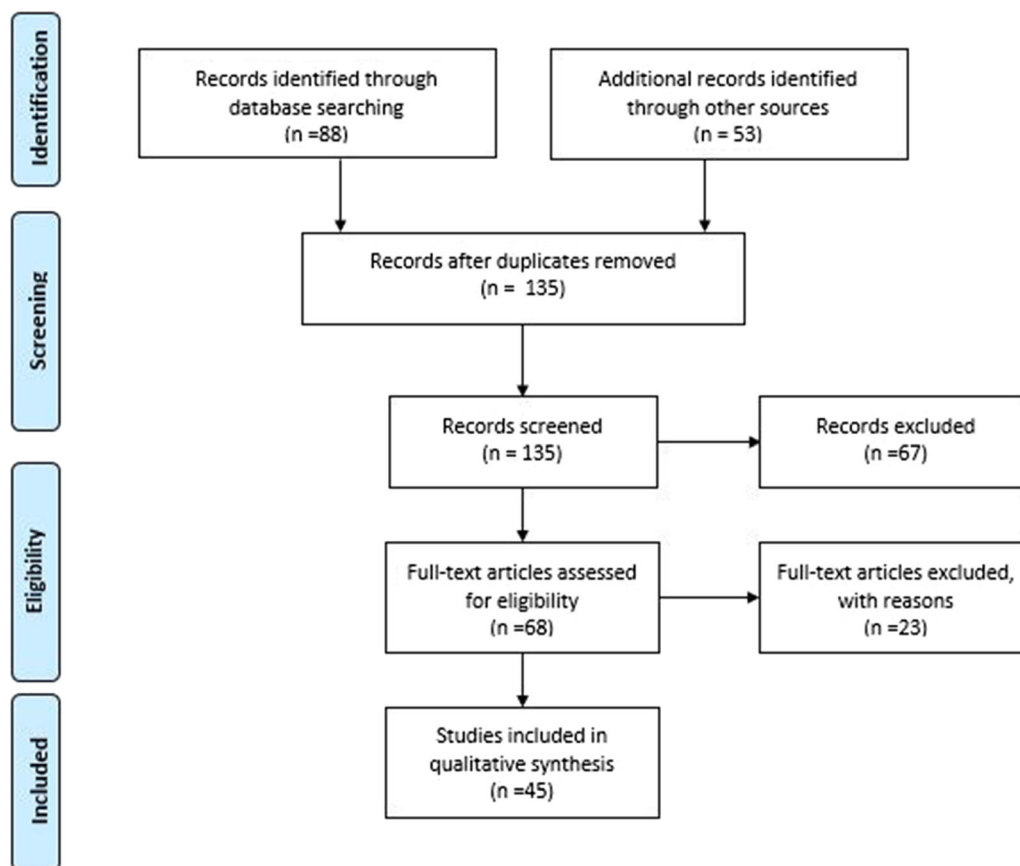 Identification
Records identified through
database searching
(n =88)
Additional records identified
through other sources
(n = 53)
Screening
Records after duplicates removed
(n = 135)
Records screened
(n = 135)
Records excluded
(n =67)
Eligibility
Full-text articles assessed
for eligibility
(n =68)
Full-text articles excluded,
with reasons
(n =23)
Included
Studies included in
qualitative synthesis
(n =45)